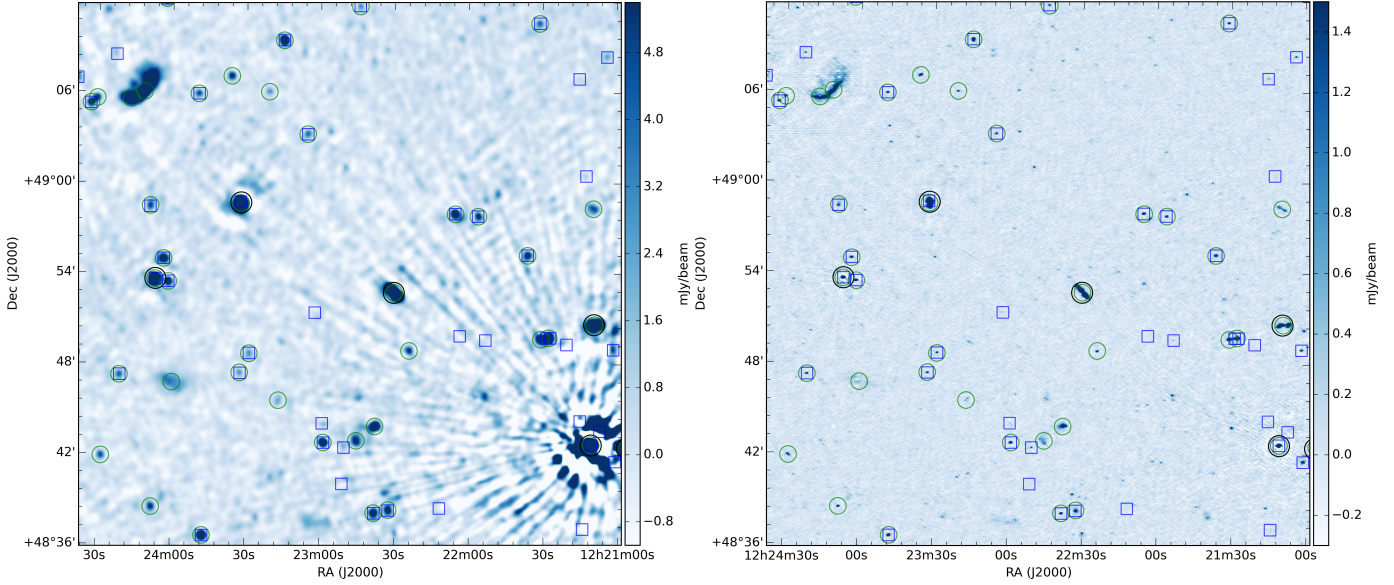 +49°00'
06'
54'
48'
42'
+48°36'
Dec (J2000)
30s
24m00s
30s
23m00s
30s
22m00s
30s
12h21m00s
RA (J2000)
4.8
4.0
3.2
2.4
1.6
0.8
0.0
−0.8
mJy/beam
06'
+49°00'
54'
48'
42'
+48°36'
Dec (J2000)
12h24m30s
00s
23m30s
00s
22m30s
00s
21m30s
00s
RA (J2000)
1.4
1.2
1.0
0.8
0.6
0.4
0.2
0.0
−0.2
mJy/beam